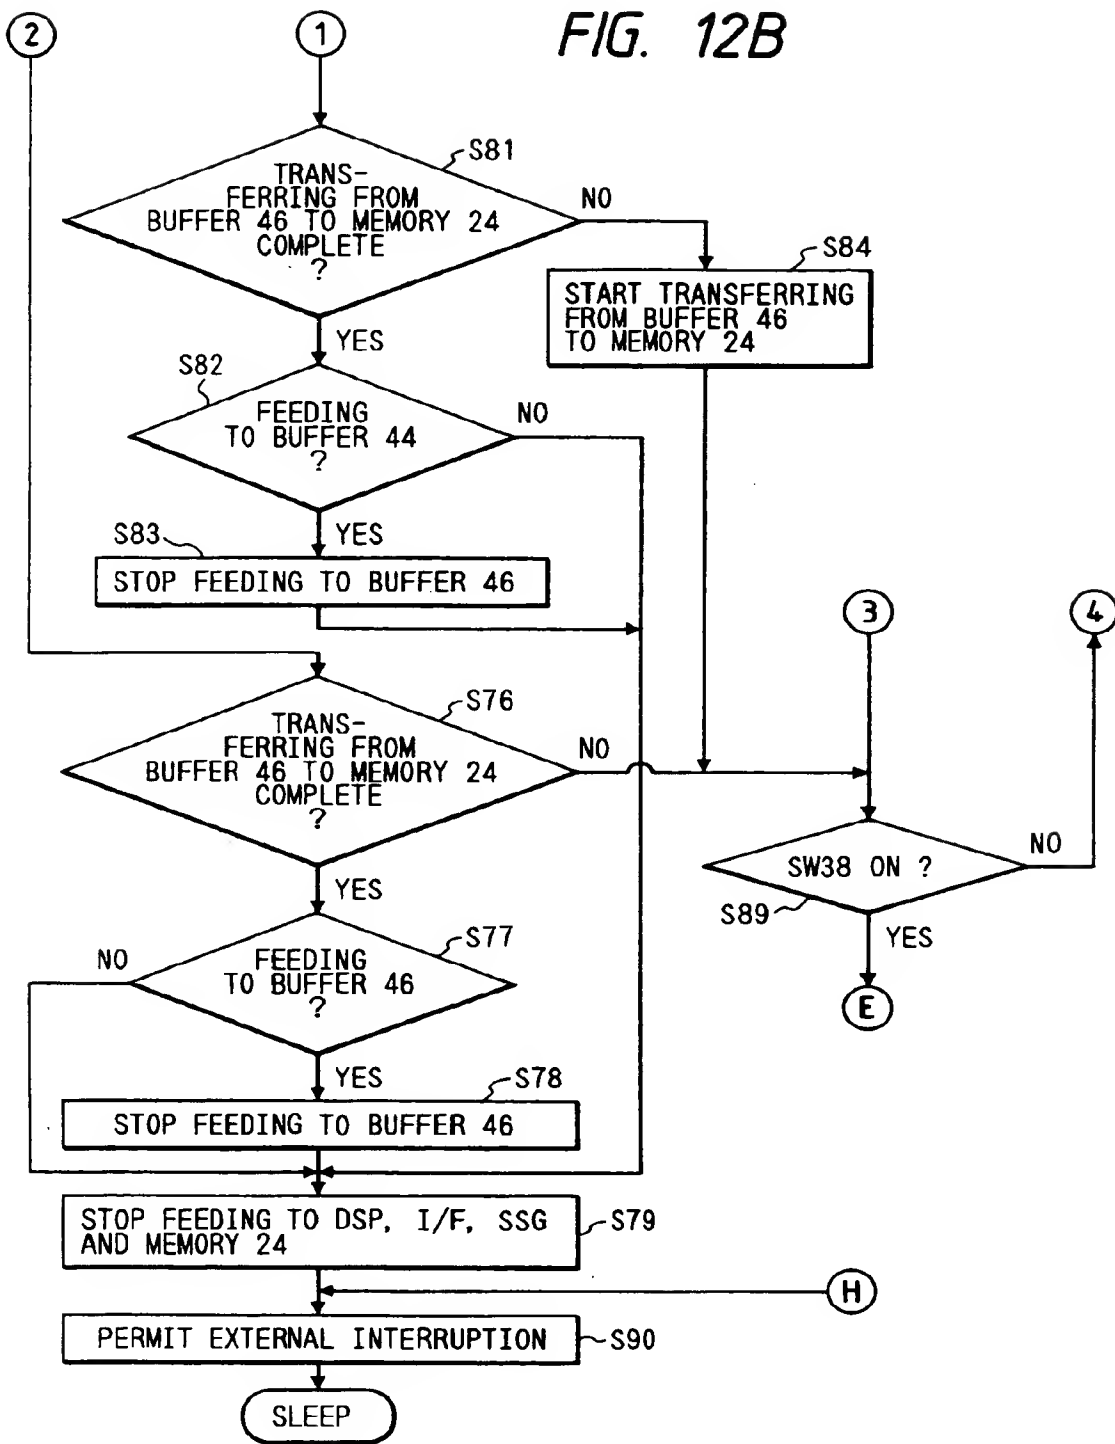 FIG. 12B
2
1
S81
TRANS-
FERRING FROM
BUFFER 46 TO MEMORY 24
COMPLETE
?
NO
YES
S84
START TRANSFERRING
FROM BUFFER 46
TO MEMORY 24
S82
FEEDING
TO BUFFER 44
?
NO
YES
S83
STOP FEEDING TO BUFFER 46
3
4
S76
TRANS-
FERRING FROM
BUFFER 46 TO MEMORY 24
COMPLETE
?
NO
YES
SW38 ON ?
NO
S89
YES
E
S77
NO
FEEDING
TO BUFFER 46
?
YES
S78
STOP FEEDING TO BUFFER 46
STOP FEEDING TO DSP, I/F, SSG
AND MEMORY 24
S79
H
PERMIT EXTERNAL INTERRUPTION
S90
SLEEP